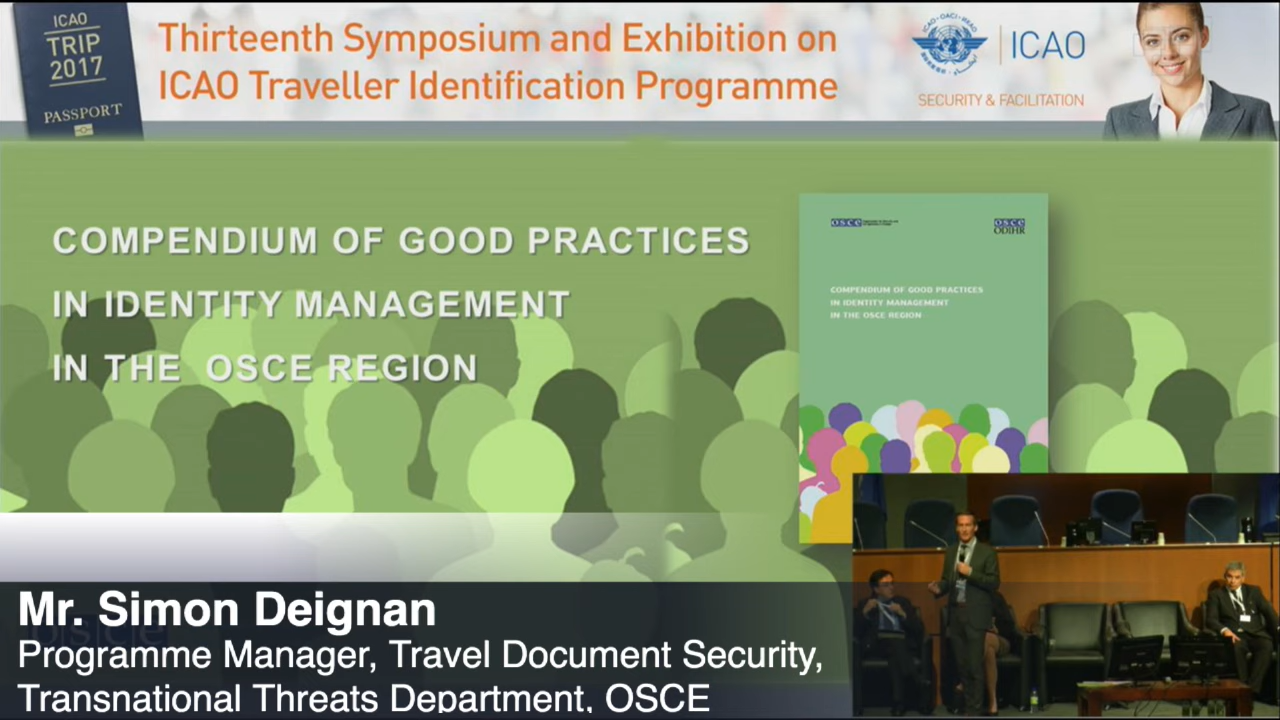 ICAO
TRIP
2017
PASSPORT
Thirteenth Symposium and Exhibition on
ICAO Traveller Identification Programme
ICAO
SECURITY & FACILITATION
COMPENDIUM OF GOOD PRACTICES
IN IDENTITY MANAGEMENT
IN THE OSCE REGION
osce
osce
ODIHR
COMPENDIUM OF GOOD PRACTICES
IN IDENTITY MANAGEMENT
IN THE OSCE REGION
osce
Mr. Simon Deignan
Programme Manager, Travel Document Security,
Transnational Threats Department, OSCE